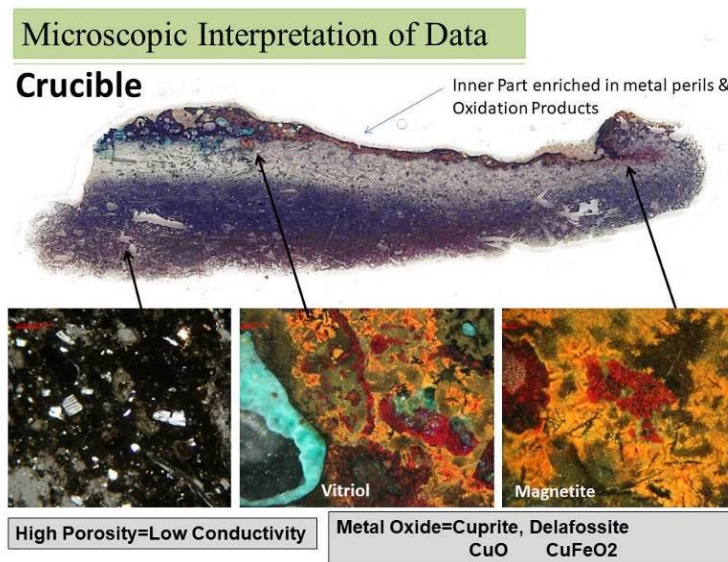 Microscopic Interpretation of Data
Crucible
Inner Part enriched in metal perils &
Oxidation Products
Vitriol
Magnetite
High Porosity=Low Conductivity
Metal Oxide=Cuprite, Delafossite
CuO CuFeO2